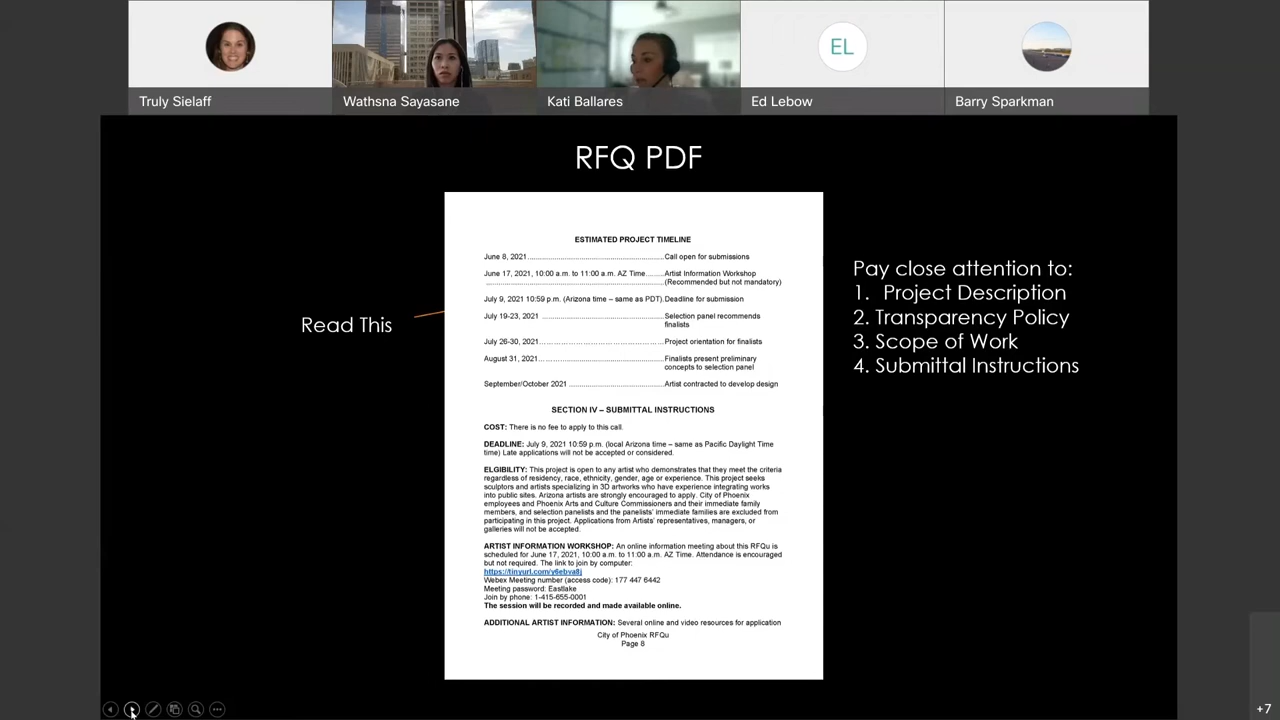 Truly Sielaff
Wathsna Sayasane
Kati Ballares
EL
Ed Lebow
Barry Sparkman
RFQ PDF
Read This
ESTIMATED PROJECT TIMELINE
June 8, 2021................................................................Call open for submissions
June 17, 2021, 10:00 a.m. to 11:00 a.m. AZ Time.........Artist Information Workshop
....................................................................................(Recommended but not mandatory)
July 9, 2021 10:59 p.m. (Arizona time – same as PDT).Deadline for submission
July 19-23, 2021 ..........................................................Selection panel recommends
finalists
July 26-30, 2021……………………………………………Project orientation for finalists
August 31, 2021……........................................................Finalists present preliminary
concepts to selection panel
September/October 2021 .............................................Artist contracted to develop design
SECTION IV – SUBMITTAL INSTRUCTIONS
COST: There is no fee to apply to this call.
DEADLINE: July 9, 2021 10:59 p.m. (local Arizona time – same as Pacific Daylight Time
time) Late applications will not be accepted or considered.
ELGIBILITY: This project is open to any artist who demonstrates that they meet the criteria
regardless of residency, race, ethnicity, gender, age or experience. This project seeks
sculptors and artists specializing in 3D artworks who have experience integrating works
into public sites. Arizona artists are strongly encouraged to apply. City of Phoenix
employees and Phoenix Arts and Culture Commissioners and their immediate family
members, and selection panelists and the panelists' immediate families are excluded from
participating in this project. Applications from Artists' representatives, managers, or
galleries will not be accepted.
ARTIST INFORMATION WORKSHOP: An online information meeting about this RFQu is
scheduled for June 17, 2021, 10:00 a.m. to 11:00 a.m. AZ Time. Attendance is encouraged
but not required. The link to join by computer:
https://tinyurl.com/y6ebva8j
Webex Meeting number (access code): 177 447 6442
Meeting password: Eastlake
Join by phone: 1-415-655-0001
The session will be recorded and made available online.
ADDITIONAL ARTIST INFORMATION: Several online and video resources for application
City of Phoenix RFQu
Page 8
Pay close attention to:
1. Project Description
2. Transparency Policy
3. Scope of Work
4. Submittal Instructions
+7